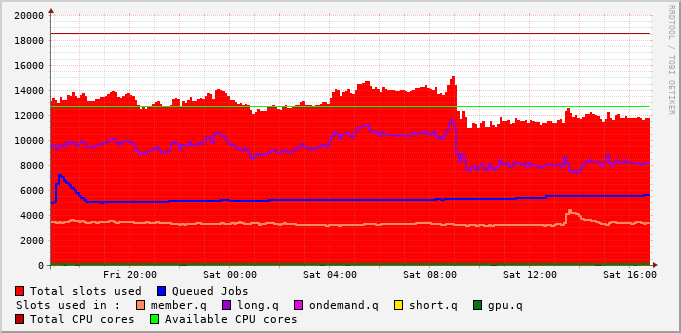 20000
18000
16000
14000
12000
10000
8000
6000
4000
2000
0
Fri 20:00 Sat 00:00 Sat 04:00 Sat 08:00 Sat 12:00 Sat 16:00
Total slots used Queued Jobs
Slots used in : member.q long.q ondemand.q short.q gpu.q
Total CPU cores Available CPU cores
RRDTOOL / TOBI OETIKER